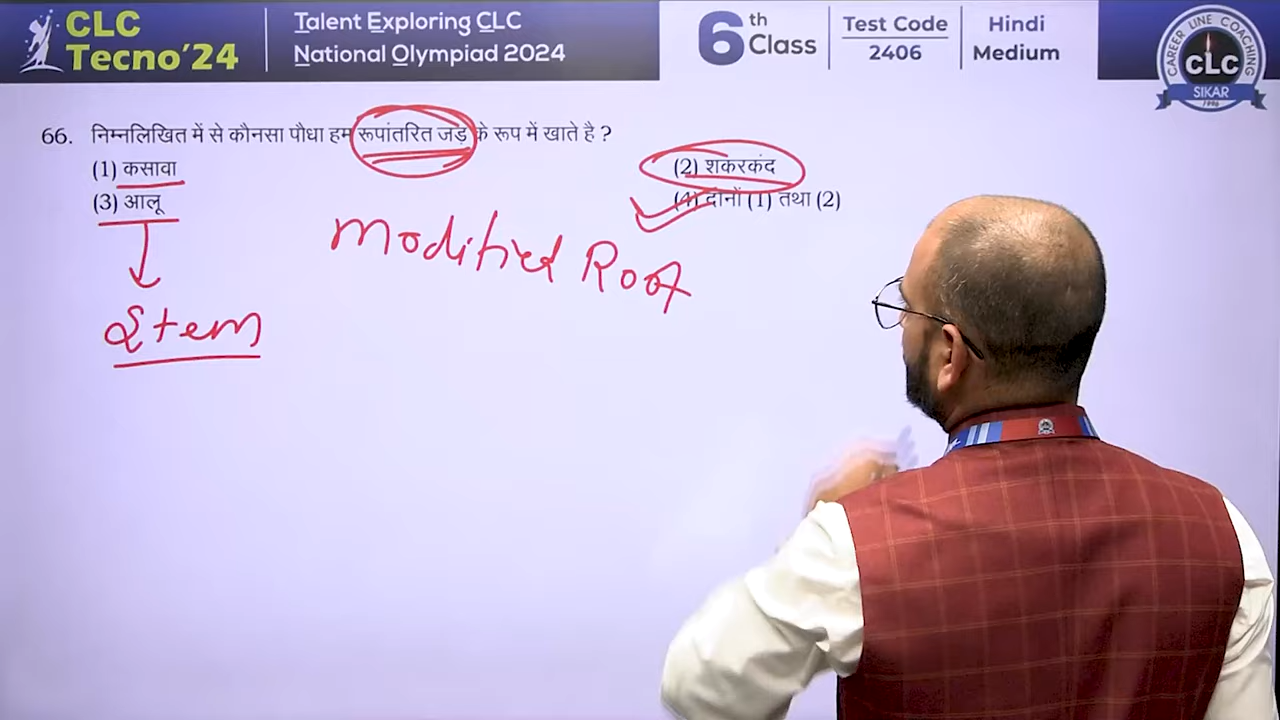 CLC
Tecno'24
Talent Exploring CLC
National Olympiad 2024
6th Class
Test Code
2406
Hindi
Medium
CAREER LINE COACHING
CLC
SIKAR
1996
66. निम्नलिखित में से कौनसा पौधा हम रूपांतरित जड़ के रूप में खाते है ?
(1) कसावा (2) शकरकंद
(3) आलू (4) दोनों (1) तथा (2)
Modified Root
Stem